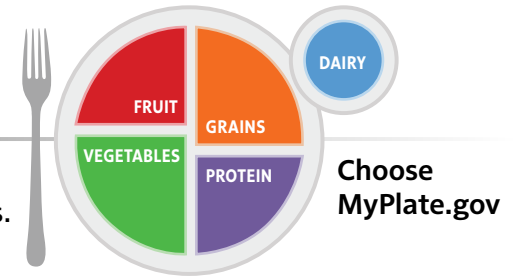 DAIRY
FRUIT
GRAINS
VEGETABLES
PROTEIN
Choose
MyPlate.gov
s.